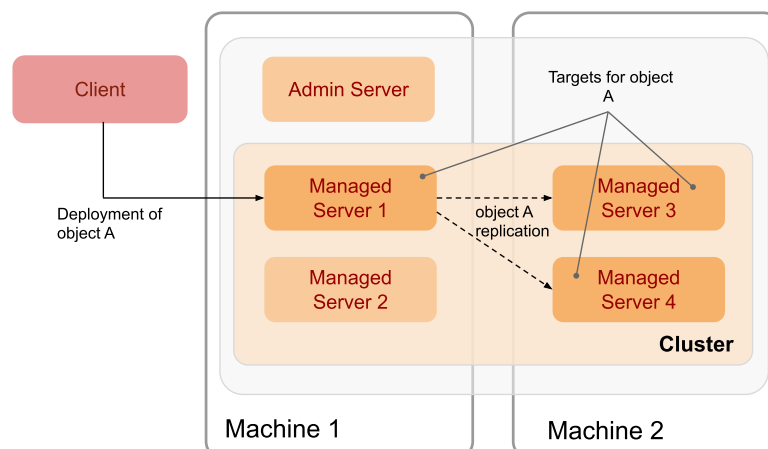 Client
Admin Server
Targets for object
A
Managed
Server 1
Managed
Server 3
Deployment of
object A
object A
replication
Managed
Server 2
Managed
Server 4
Cluster
Machine 1
Machine 2